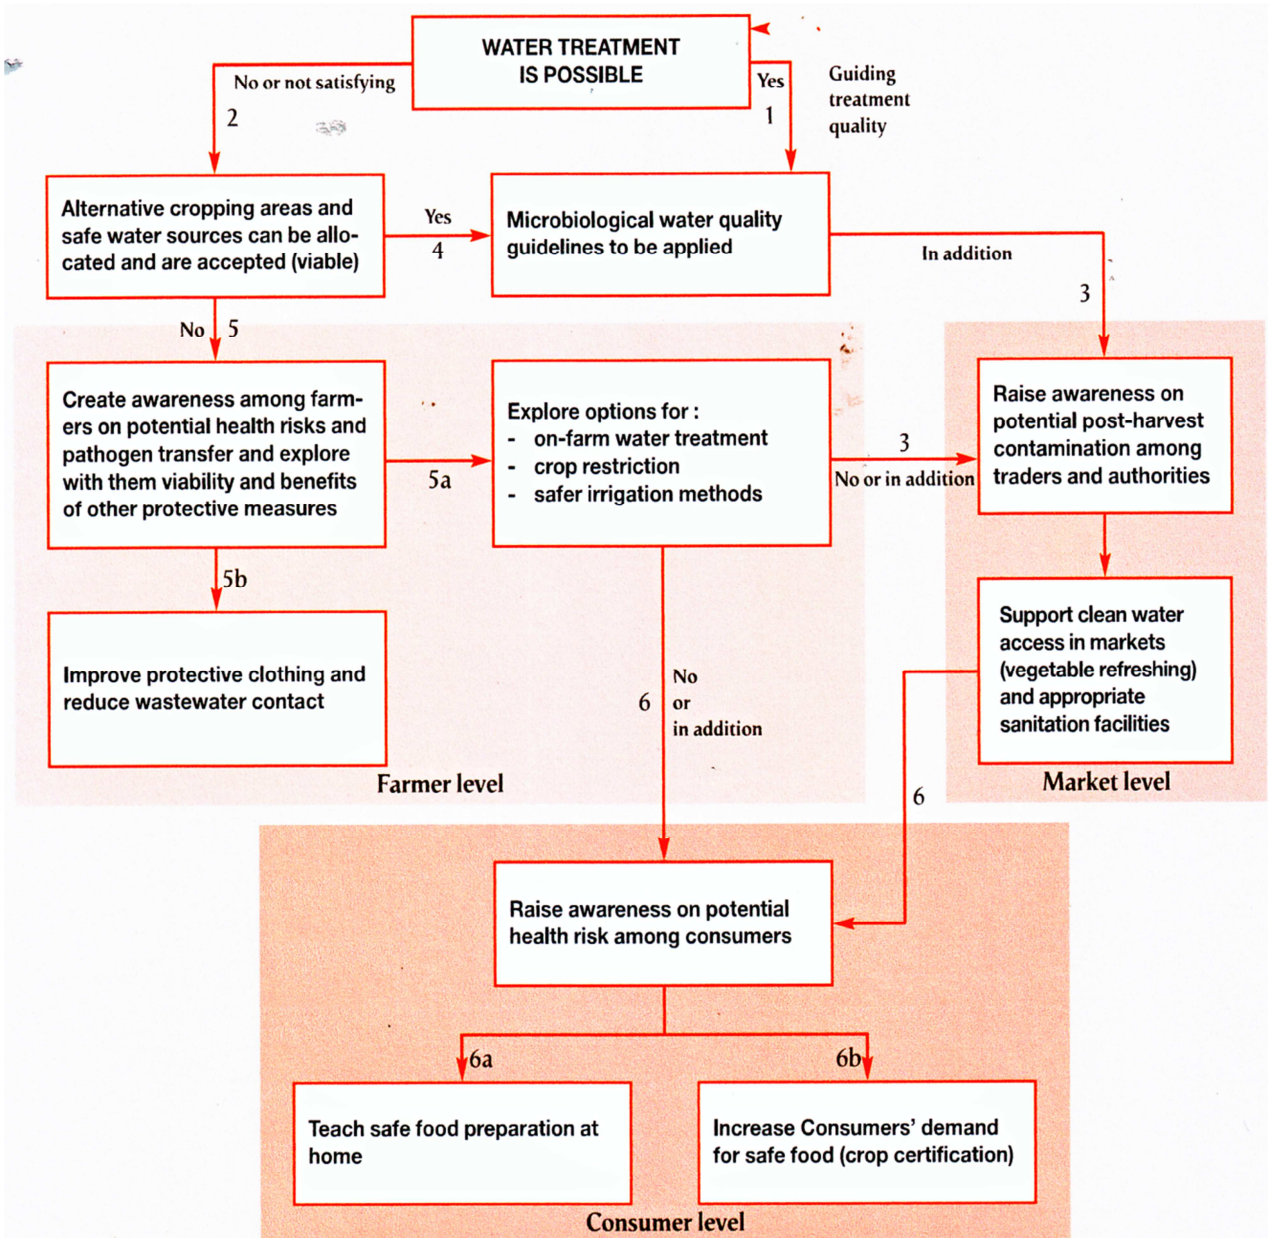 WATER TREATMENT
IS POSSIBLE
No or not satisfying
2
Yes
1
Guiding
treatment
quality
Alternative cropping areas and
safe water sources can be allo-
cated and are accepted (viable)
Yes
4
Microbiological water quality
guidelines to be applied
In addition
3
No
5
Create awareness among farm-
ers on potential health risks and
pathogen transfer and explore
with them viability and benefits
of other protective measures
5a
Explore options for :
- on-farm water treatment
- crop restriction
- safer irrigation methods
3
No or in addition
Raise awareness on
potential post-harvest
contamination among
traders and authorities
5b
Improve protective clothing and
reduce wastewater contact
Farmer level
6
No
or
in addition
Support clean water
access in markets
(vegetable refreshing)
and appropriate
sanitation facilities
Market level
6
Raise awareness on potential
health risk among consumers
6a
6b
Teach safe food preparation at
home
Increase Consumers' demand
for safe food (crop certification)
Consumer level